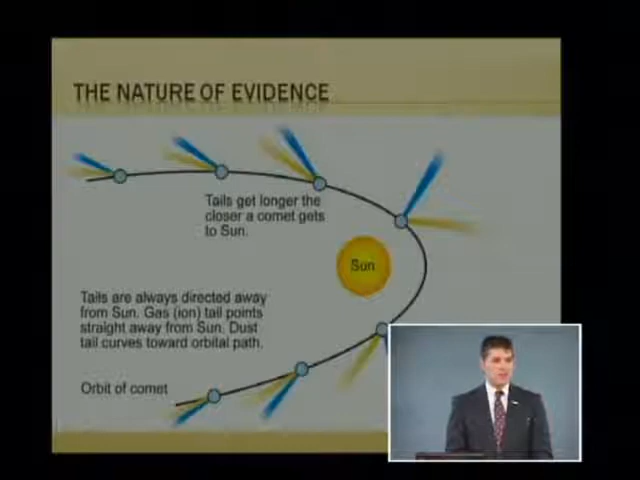 THE NATURE OF EVIDENCE
Tails get longer the
closer a comet gets
to Sun.
Sun
Tails are always directed away
from Sun. Gas (ion) tail points
straight away from Sun. Dust
tail curves toward orbital path.
Orbit of comet